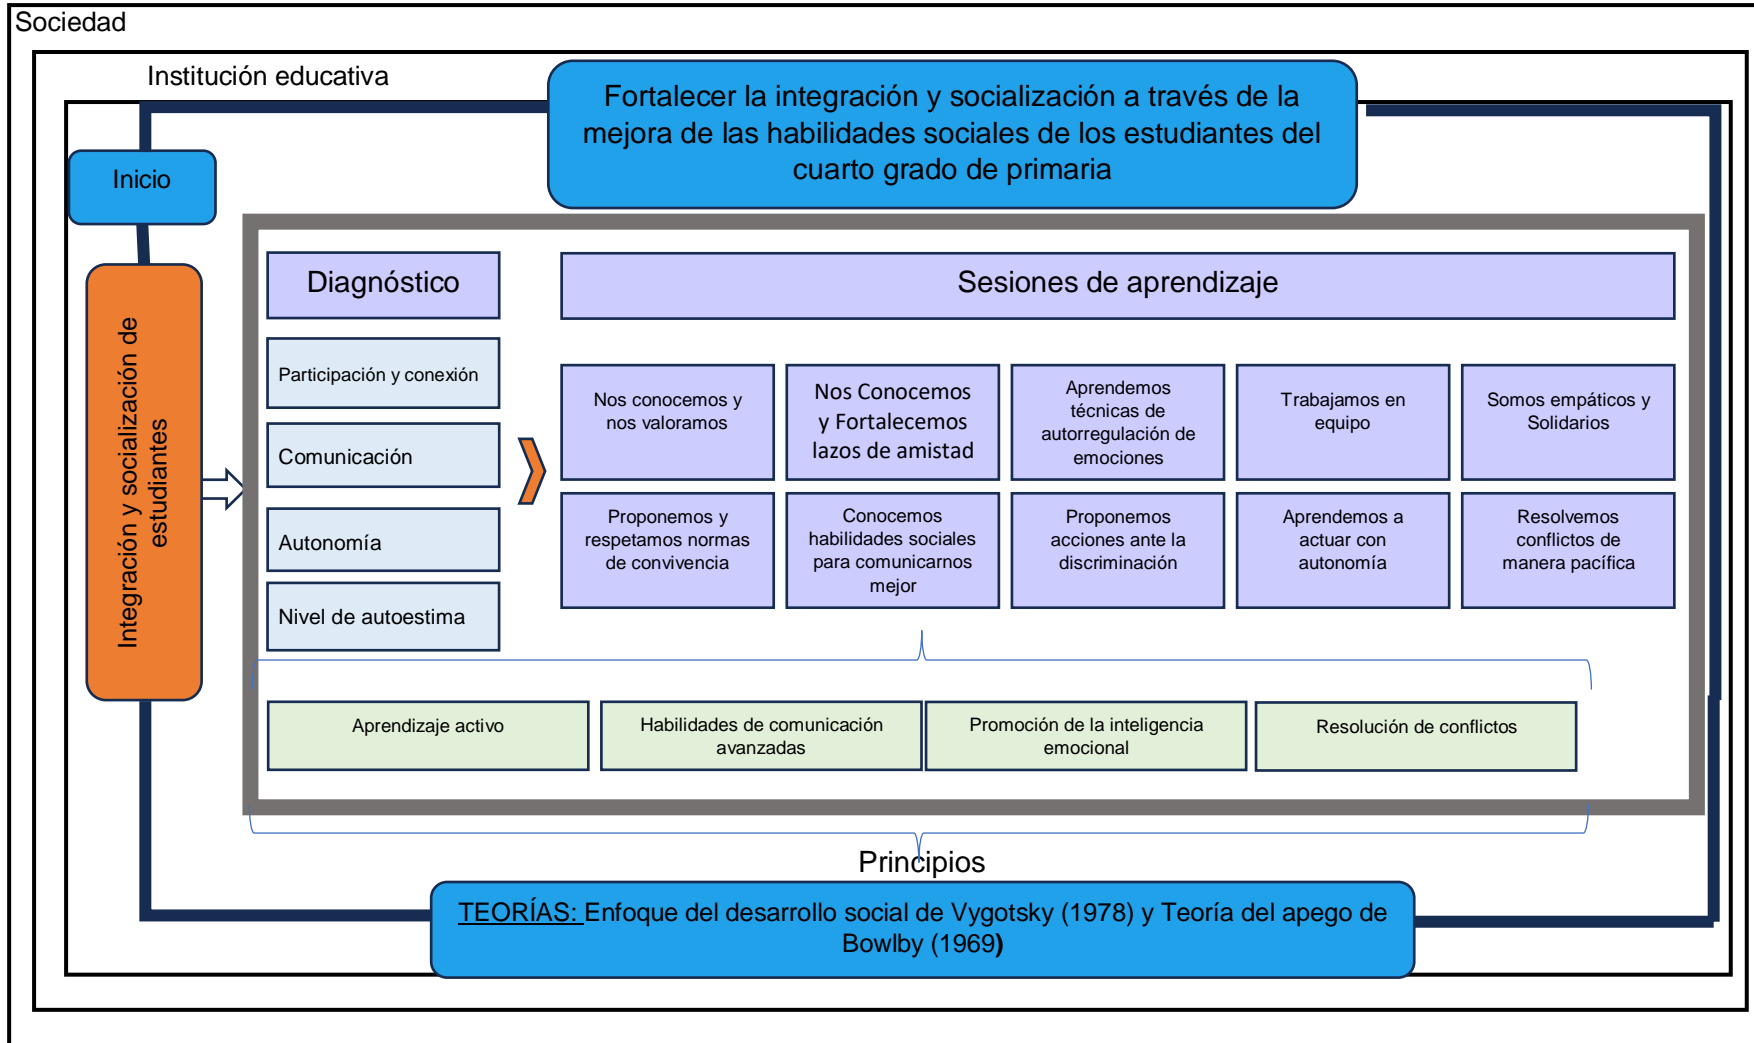 Sociedad
Institución educativa
Fortalecer la integración y socialización a través de la
mejora de las habilidades sociales de los estudiantes del
cuarto grado de primaria
Inicio
Integración y socialización de
estudiantes
Diagnóstico
Sesiones de aprendizaje
Participación y conexión
Comunicación
Autonomía
Nivel de autoestima
Nos conocemos y
nos valoramos
Nos Conocemos
y Fortalecemos
lazos de amistad
Aprendemos
técnicas de
autorregulación de
emociones
Trabajamos en
equipo
Somos empáticos y
Solidarios
Proponemos y
respetamos normas
de convivencia
Conocemos
habilidades sociales
para comunicarnos
mejor
Proponemos
acciones ante la
discriminación
Aprendemos a
actuar con
autonomía
Resolvemos
conflictos de
manera pacífica
Aprendizaje activo
Habilidades de comunicación
avanzadas
Promoción de la inteligencia
emocional
Resolución de conflictos
Principios
TEORÍAS: Enfoque del desarrollo social de Vygotsky (1978) y Teoría del apego de
Bowlby (1969)